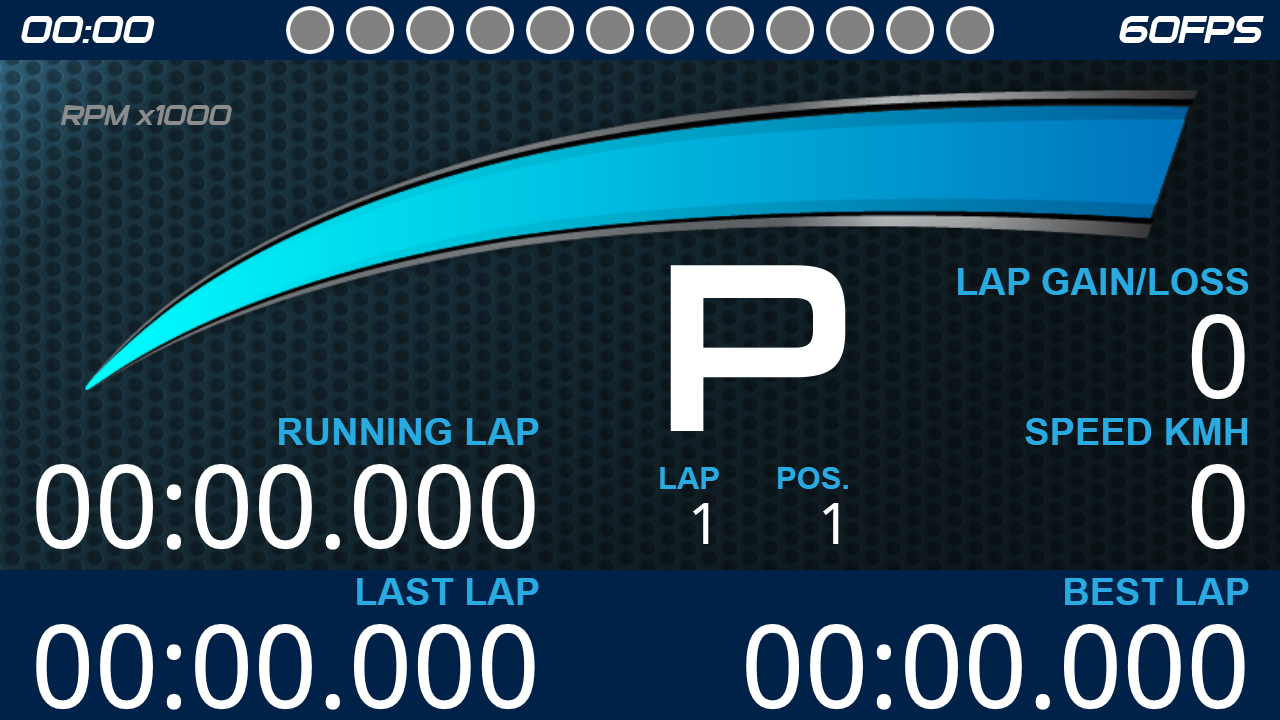 00:00
60FPS
RPM x1000
P
LAP GAIN/LOSS
0
RUNNING LAP
00:00.000
LAP
1
POS.
1
SPEED KMH
0
LAST LAP
00:00.000
BEST LAP
00:00.000